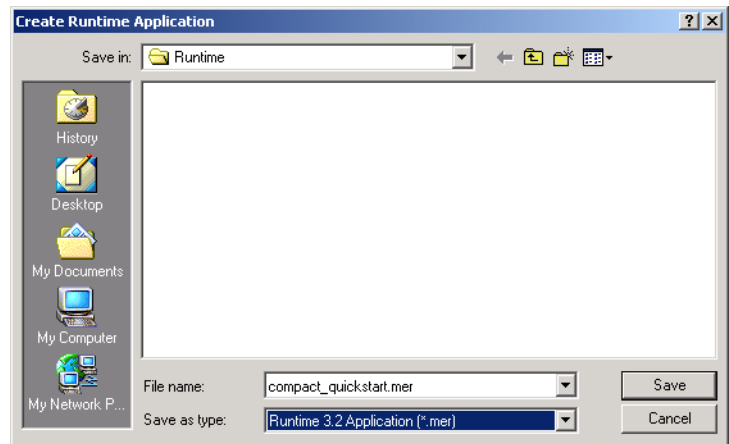 Create Runtime Application
Save in: Runtime
History
Desktop
My Documents
My Computer
My Network P...
File name: compact_quickstart.mer Save
Save as type: Runtime 3.2 Application (*.mer) Cancel